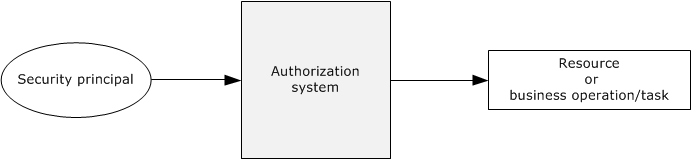 Security principal
Authorization
system
Resource
or
business operation/task